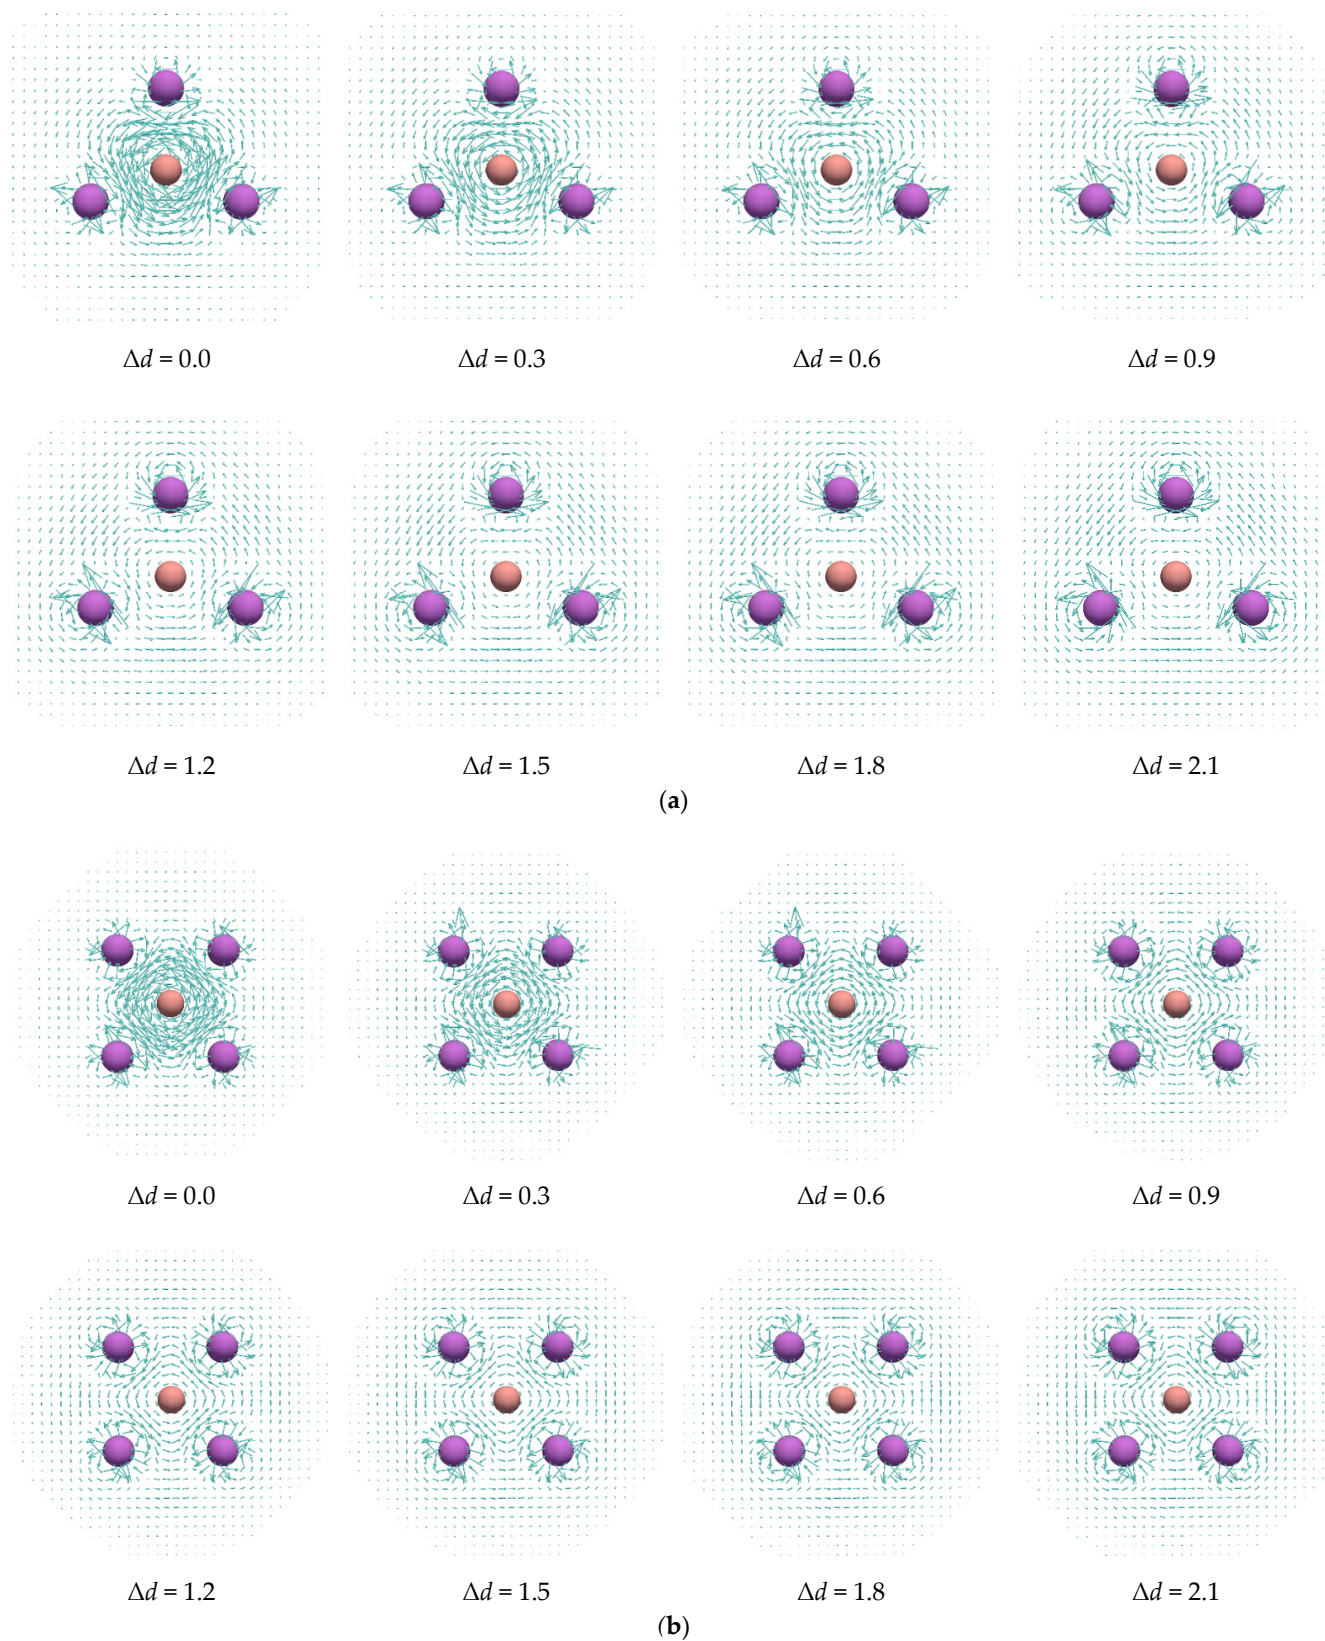 Δd = 0.0 Δd = 0.3 Δd = 0.6 Δd = 0.9
Δd = 1.2 Δd = 1.5 Δd = 1.8 Δd = 2.1
(a)
Δd = 0.0 Δd = 0.3 Δd = 0.6 Δd = 0.9
Δd = 1.2 Δd = 1.5 Δd = 1.8 Δd = 2.1
(b)